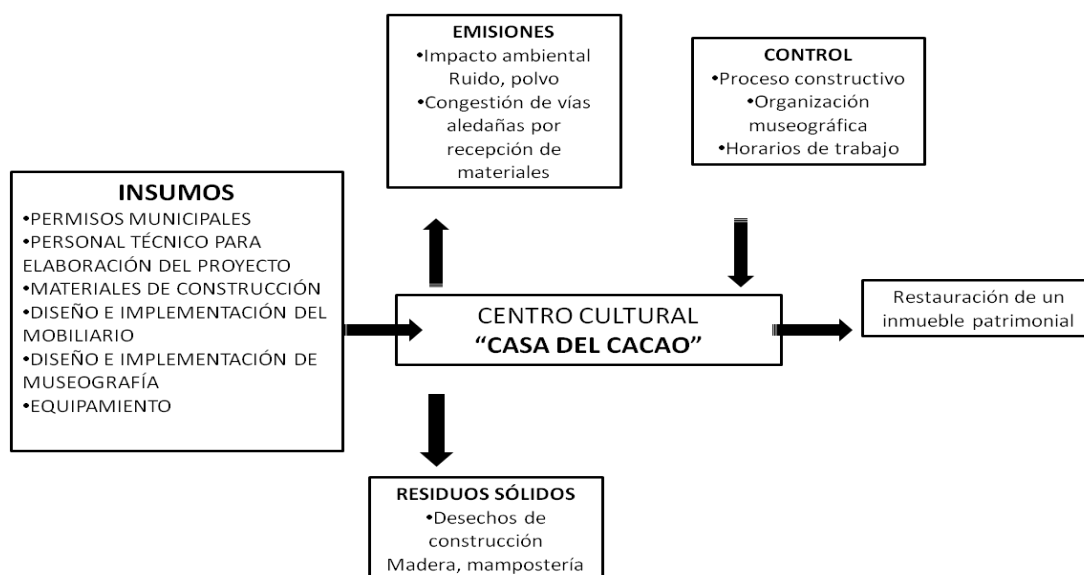 EMISIONES
•Impacto ambiental
Ruido, polvo
•Congestión de vías
aledañas por
recepción de
materiales
CONTROL
•Proceso constructivo
•Organización
museográfica
•Horarios de trabajo
INSUMOS
•PERMISOS MUNICIPALES
•PERSONAL TÉCNICO PARA
ELABORACIÓN DEL PROYECTO
•MATERIALES DE CONSTRUCCIÓN
•DISEÑO E IMPLEMENTACIÓN DEL
MOBILIARIO
•DISEÑO E IMPLEMENTACIÓN DE
MUSEOGRAFÍA
•EQUIPAMIENTO
CENTRO CULTURAL
“CASA DEL CACAO”
Restauración de un
inmueble patrimonial
RESIDUOS SÓLIDOS
•Desechos de
construcción
Madera, mampostería